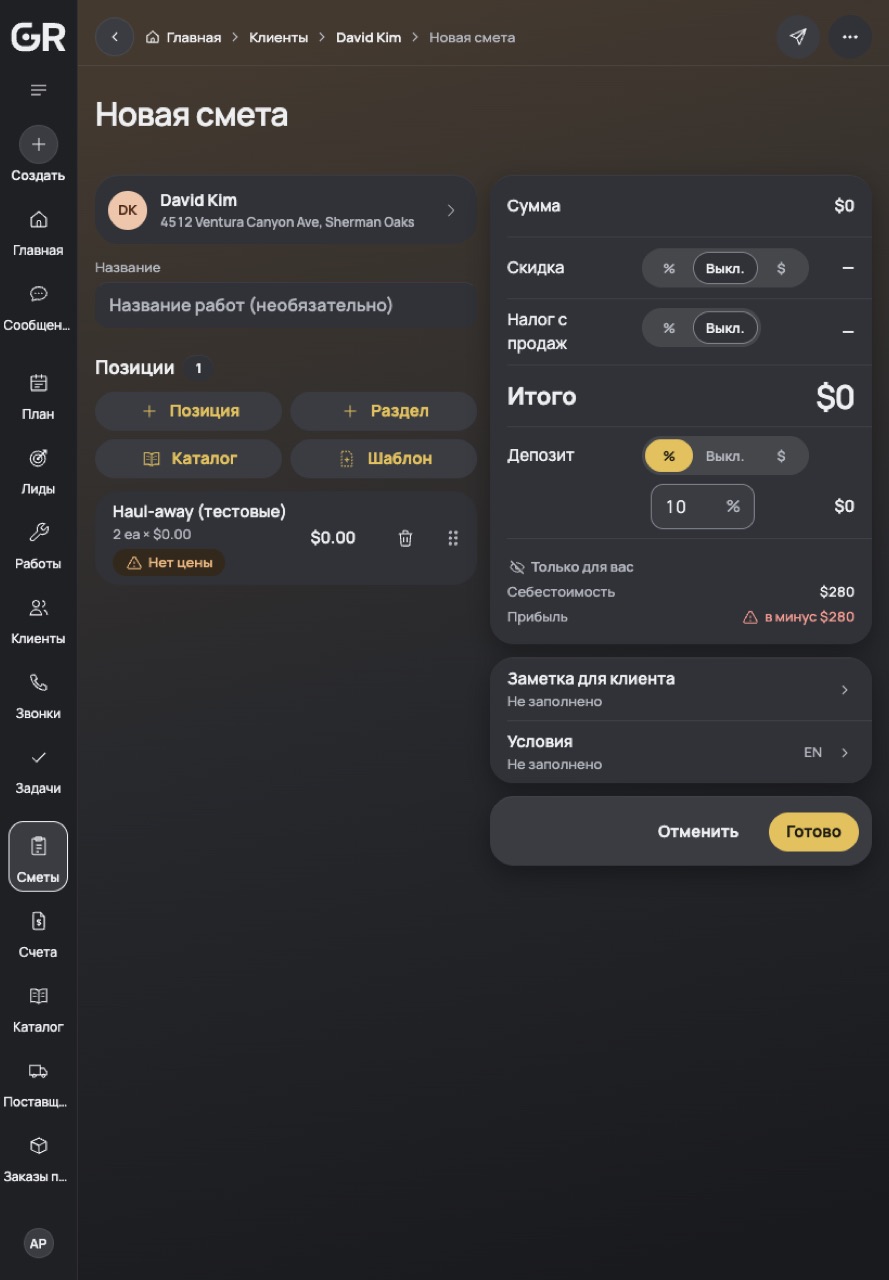 GR
Главная
Клиенты
David Kim
Новая смета
Новая смета
Создать
Главная
Сообщен...
План
Лиды
Работы
Клиенты
Звонки
Задачи
Сметы
Счета
Каталог
Поставщ...
Заказы п...
AP
DK
David Kim
4512 Ventura Canyon Ave, Sherman Oaks
Название
Название работ (необязательно)
Позиции 1
+ Позиция
+ Раздел
Каталог
Шаблон
Haul-away (тестовые)
2 ea × $0.00
Нет цены
$0.00
Сумма $0
Скидка % Выкл. $ –
Налог с
продаж % Выкл. –
Итого $0
Депозит % Выкл. $
10 % $0
Только для вас
Себестоимость $280
Прибыль в минус $280
Заметка для клиента
Не заполнено
Условия
Не заполнено
EN
Отменить Готово